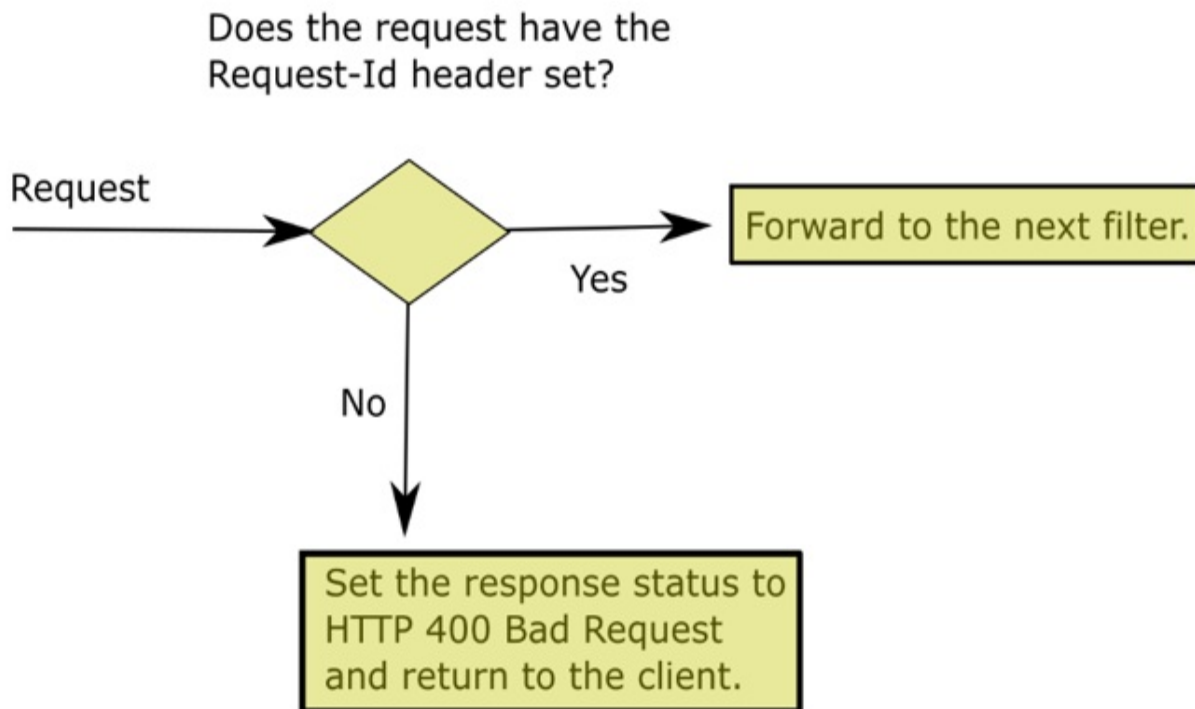 Does the request have the
Request-Id header set?
Request
Forward to the next filter.
Yes
No
Set the response status to
HTTP 400 Bad Request
and return to the client.